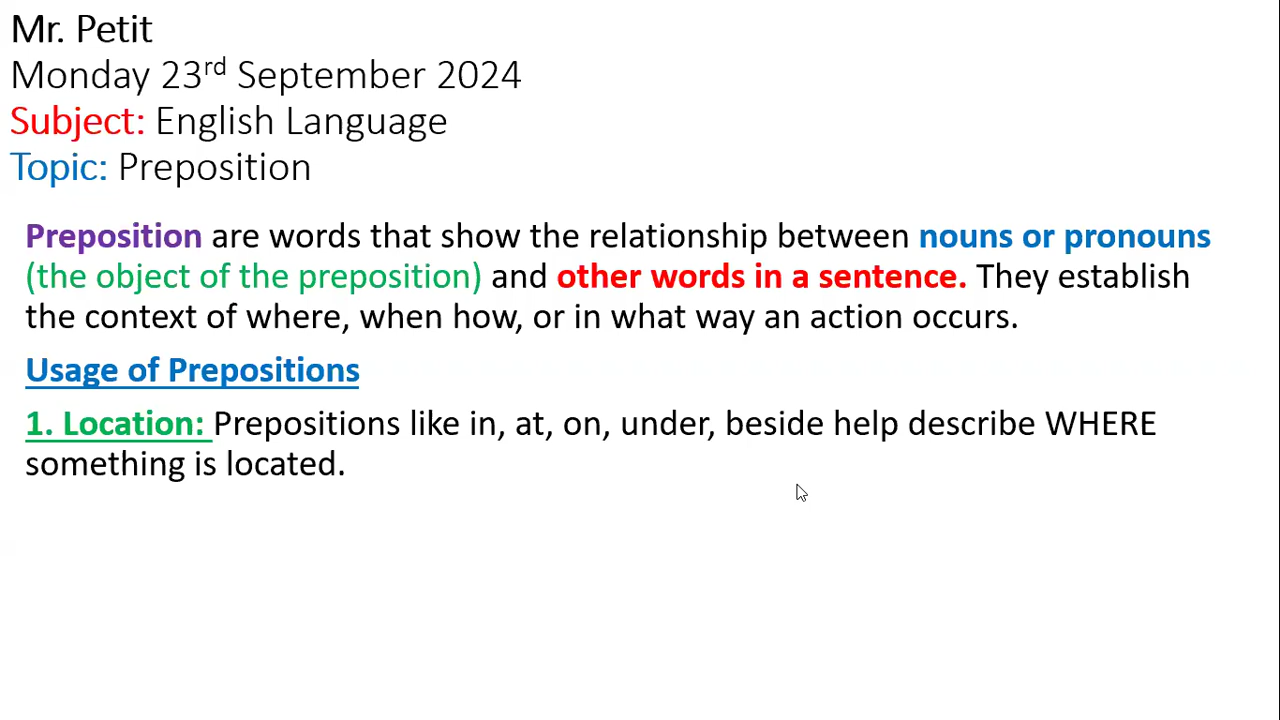 Mr. Petit
Monday 23rd September 2024
Subject: English Language
Topic: Preposition
Preposition are words that show the relationship between nouns or pronouns
(the object of the preposition) and other words in a sentence. They establish
the context of where, when how, or in what way an action occurs.
Usage of Prepositions
1. Location: Prepositions like in, at, on, under, beside help describe WHERE
something is located.